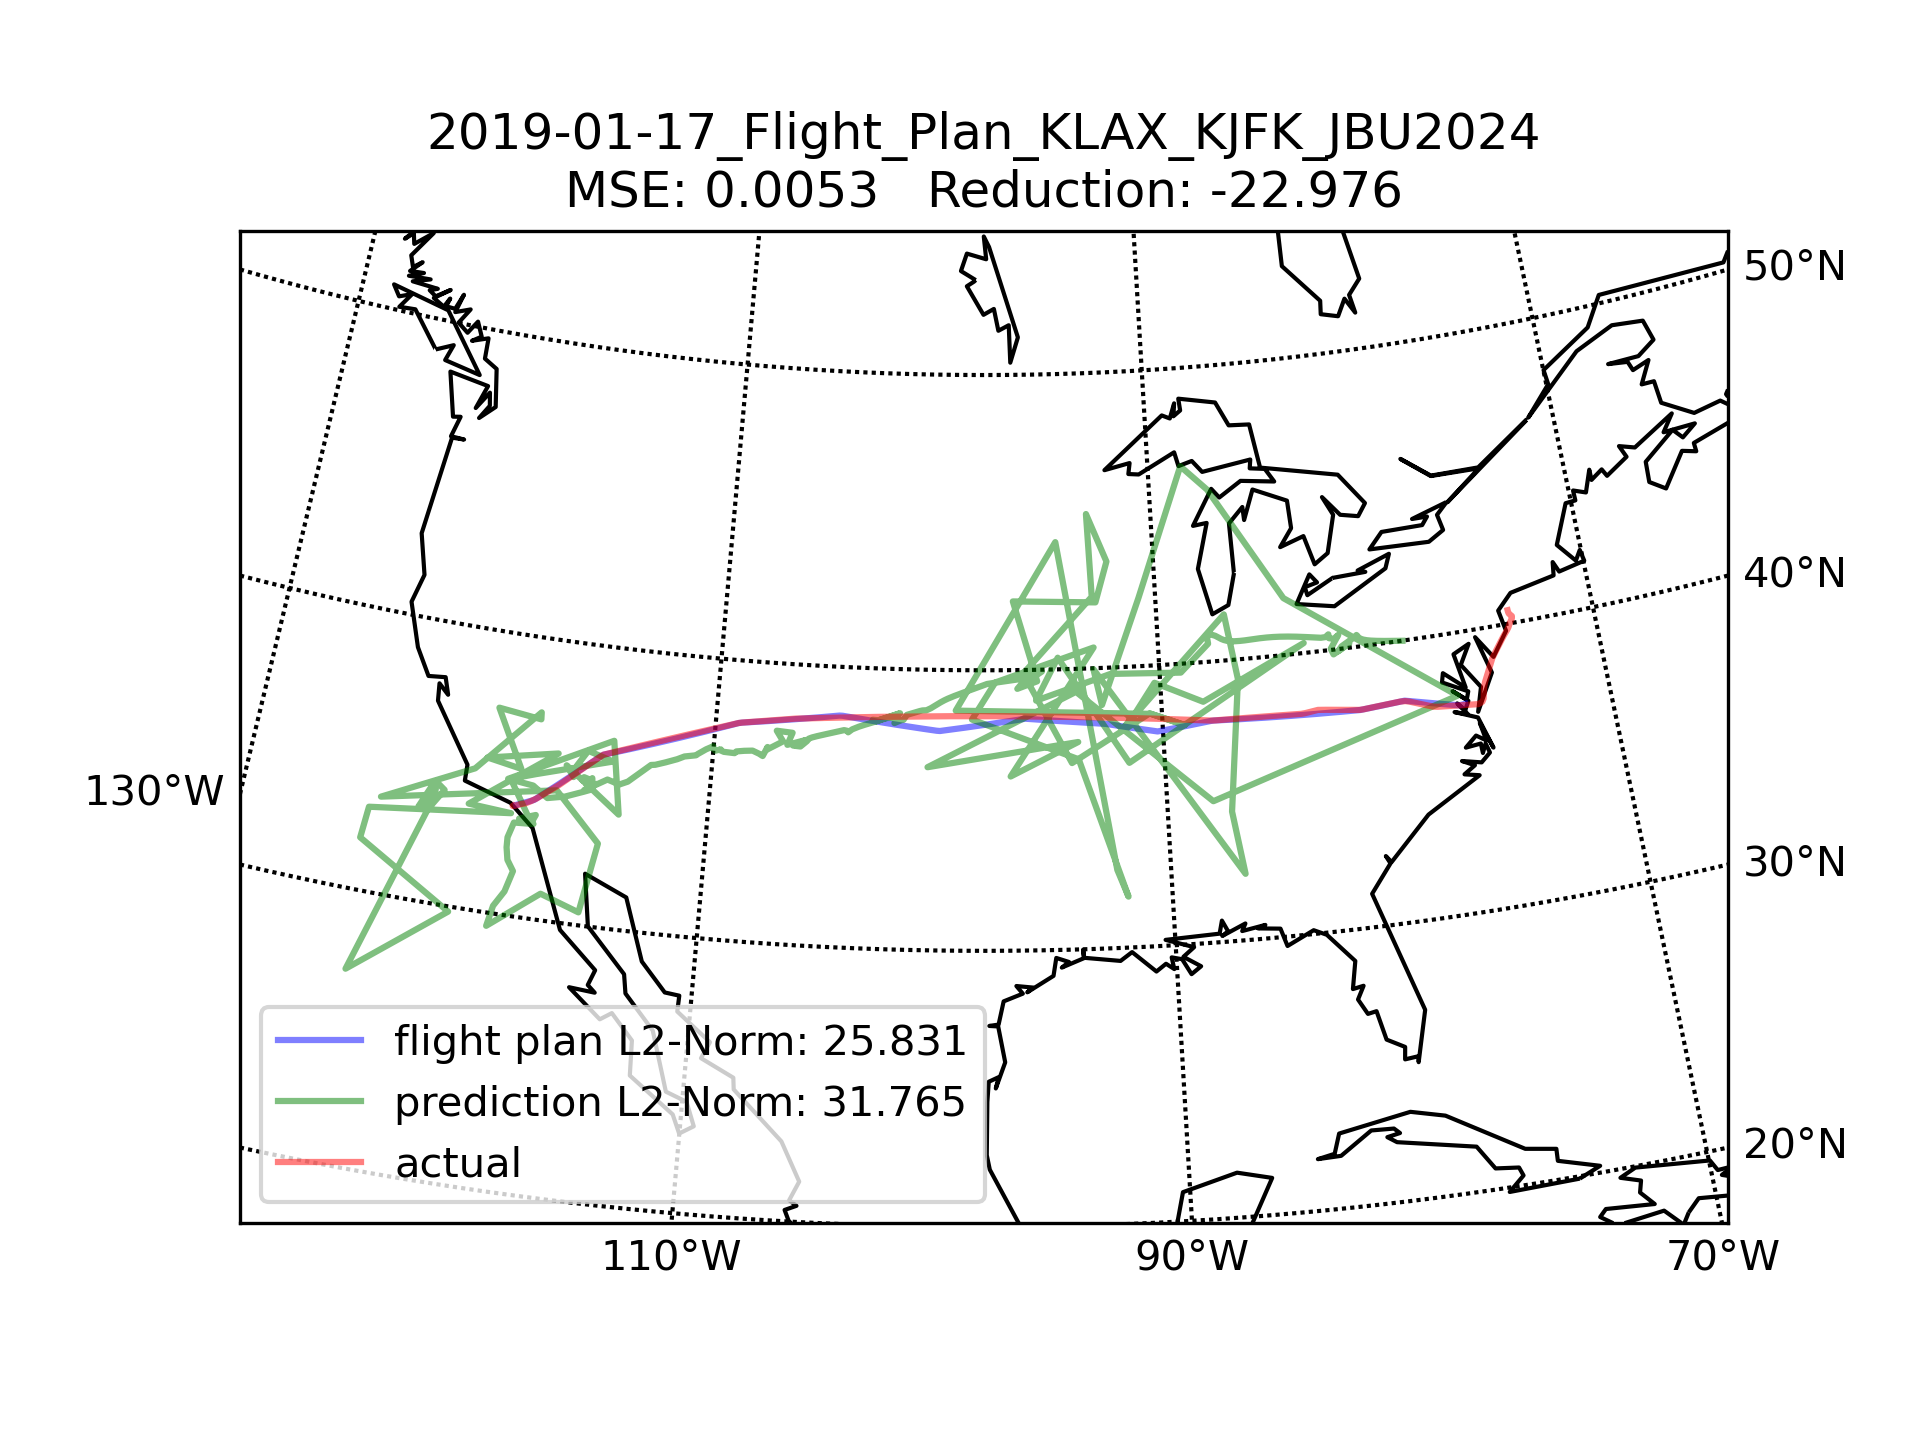 2019-01-17_Flight_Plan_KLAX_KJFK_JBU2024
MSE: 0.0053   Reduction: -22.976
50°N
40°N
130°W
30°N
flight plan L2-Norm: 25.831
prediction L2-Norm: 31.765
actual
20°N
110°W
90°W
70°W